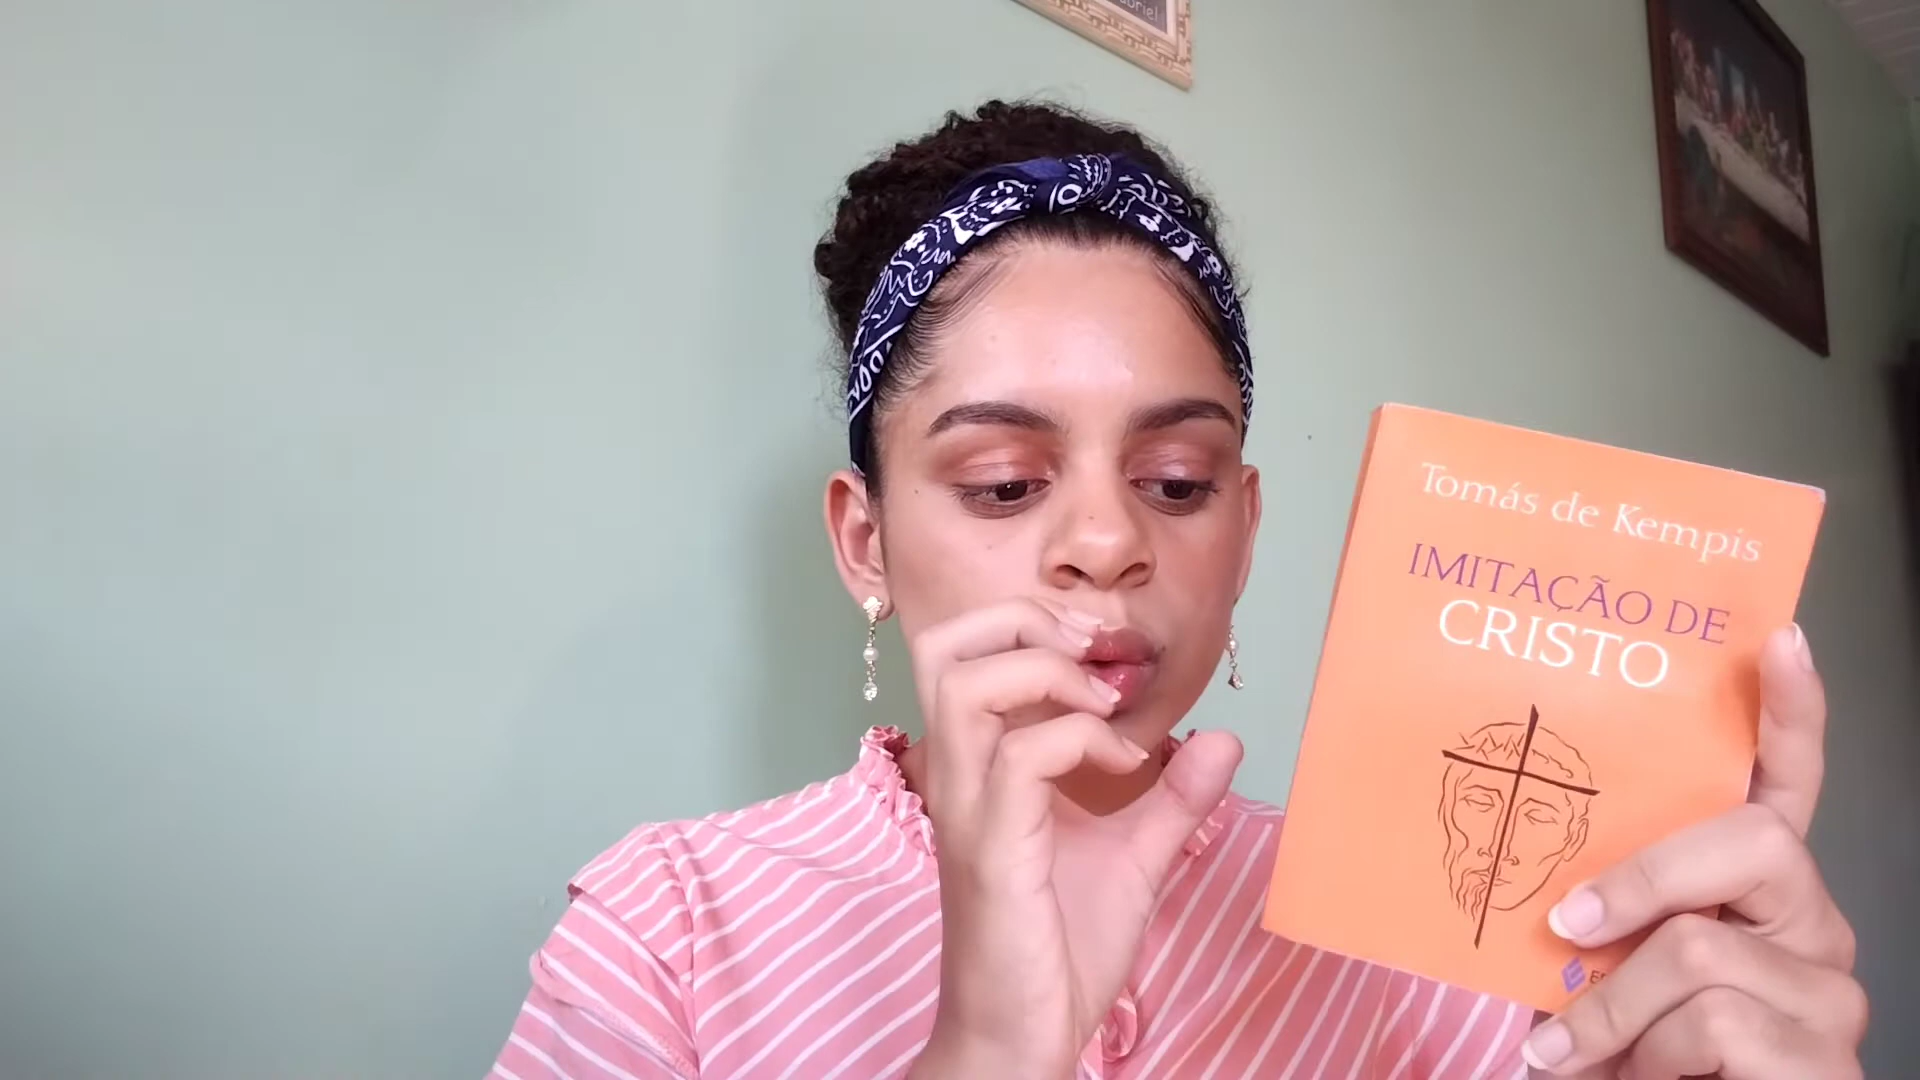 Tomás de Kempis
IMITAÇÃO DE
CRISTO